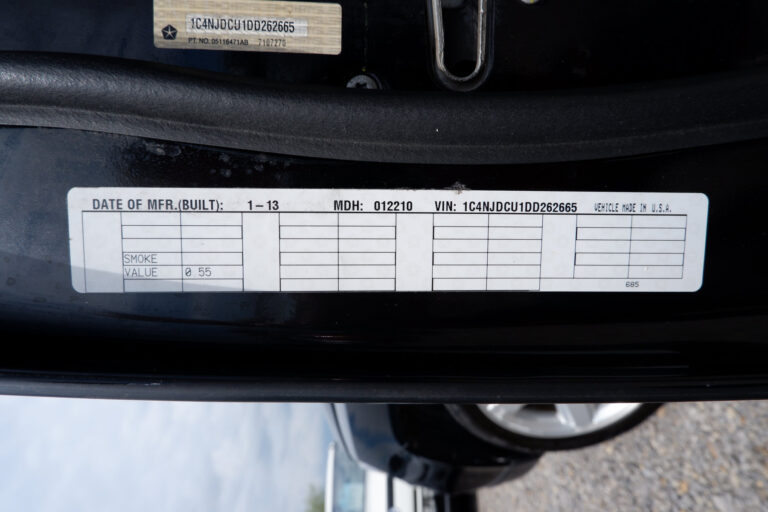 1C4NJDCU1DD262665
PT. NO. 05116471AB 7187276
DATE OF MFR.(BUILT): 1-13 MDH: 012210 VIN: 1C4NJDCU1DD262665 VEHICLE MADE IN U.S.A.
SMOKE
VALUE 0 55
685